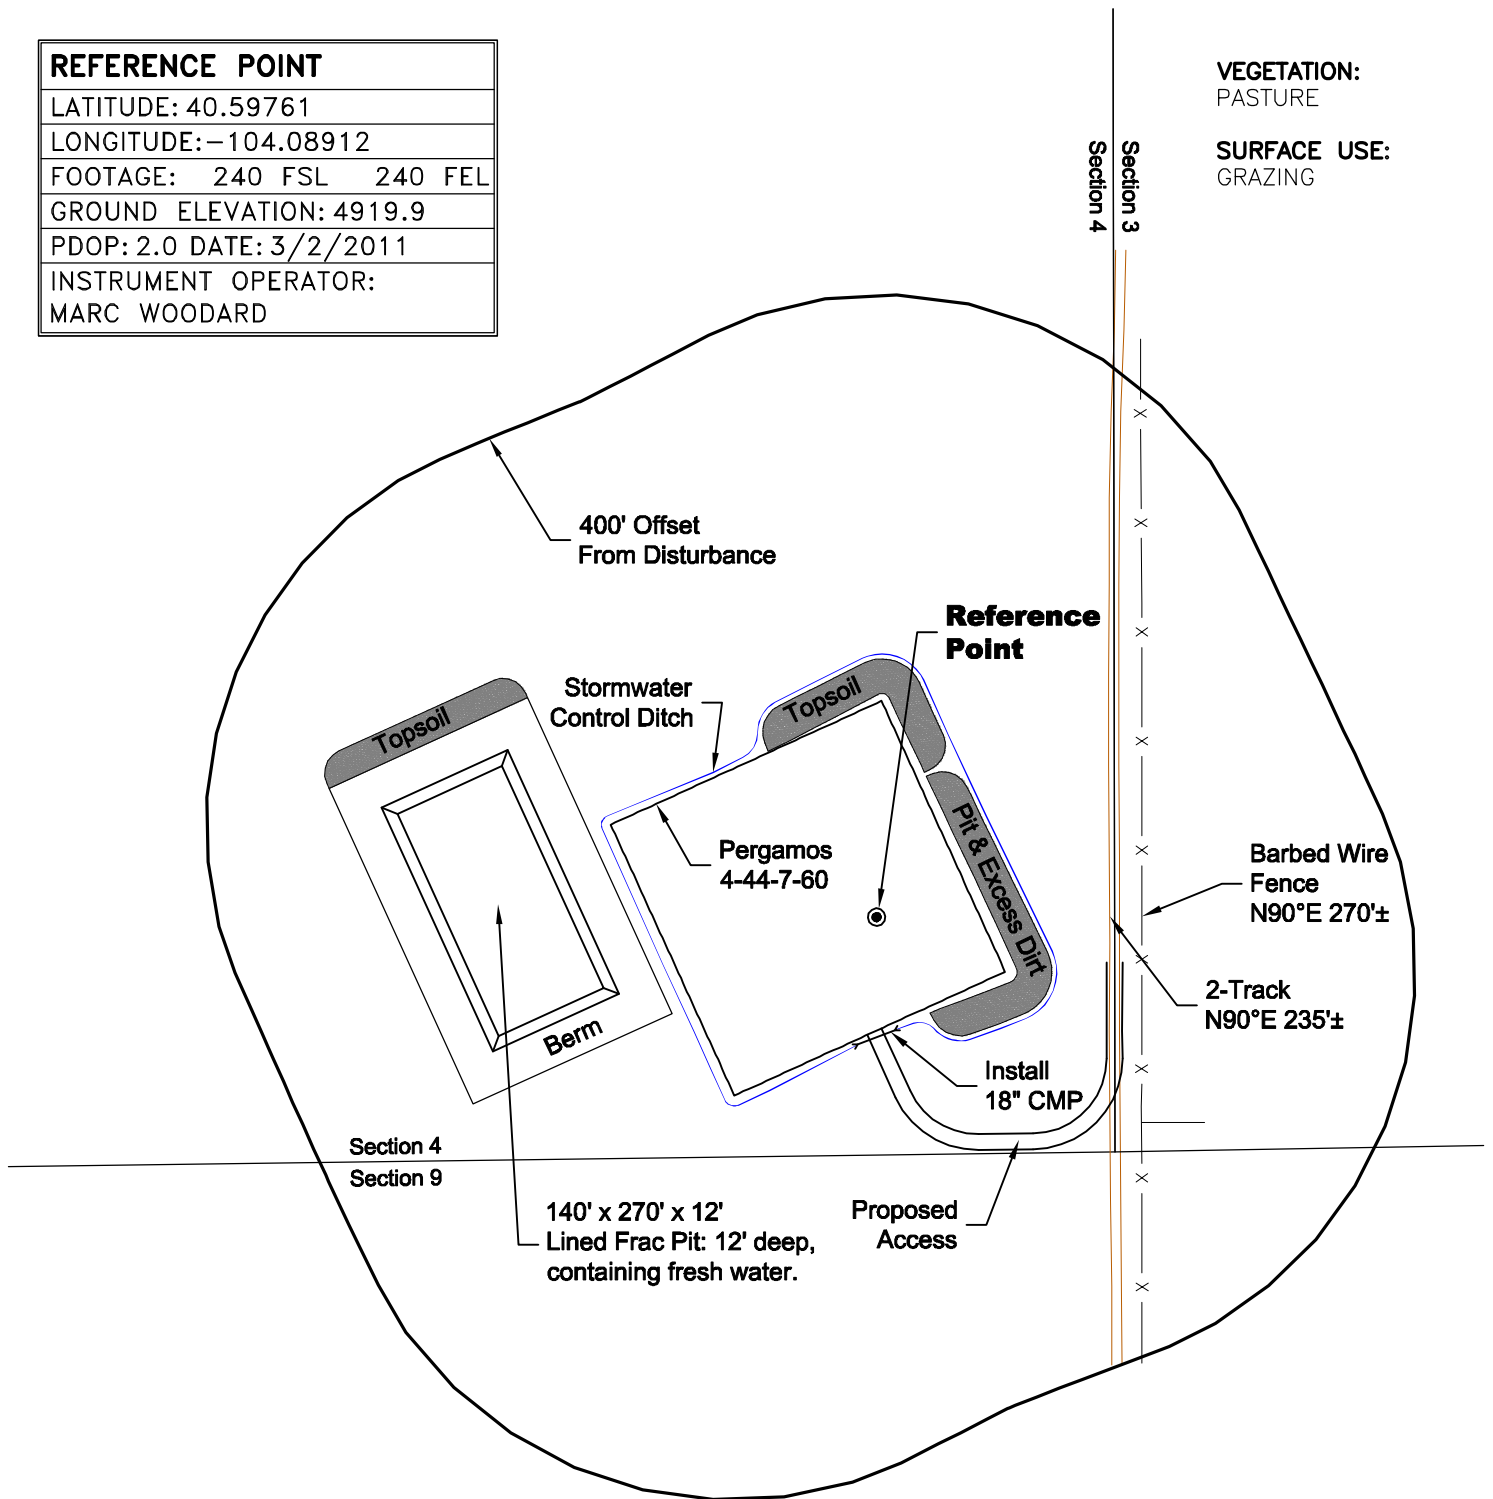 REFERENCE POINT
LATITUDE: 40.59761
LONGITUDE:-104.08912
FOOTAGE: 240 FSL 240 FEL
GROUND ELEVATION: 4919.9
PDOP: 2.0 DATE: 3/2/2011
INSTRUMENT OPERATOR:
MARC WOODARD
VEGETATION:
PASTURE
SURFACE USE:
GRAZING
Section 4
Section 3
400' Offset
From Disturbance
Reference
Point
Stormwater
Control Ditch
Topsoil
Topsoil
Pergamos
4-44-7-60
Pit & Excess Dirt
Barbed Wire
Fence
N90°E 270'±
2-Track
N90°E 235'±
Berm
Install
18" CMP
Section 4
Section 9
140' x 270' x 12'
Lined Frac Pit: 12' deep,
containing fresh water.
Proposed
Access
X
X
X
X
X
X
X
X
X